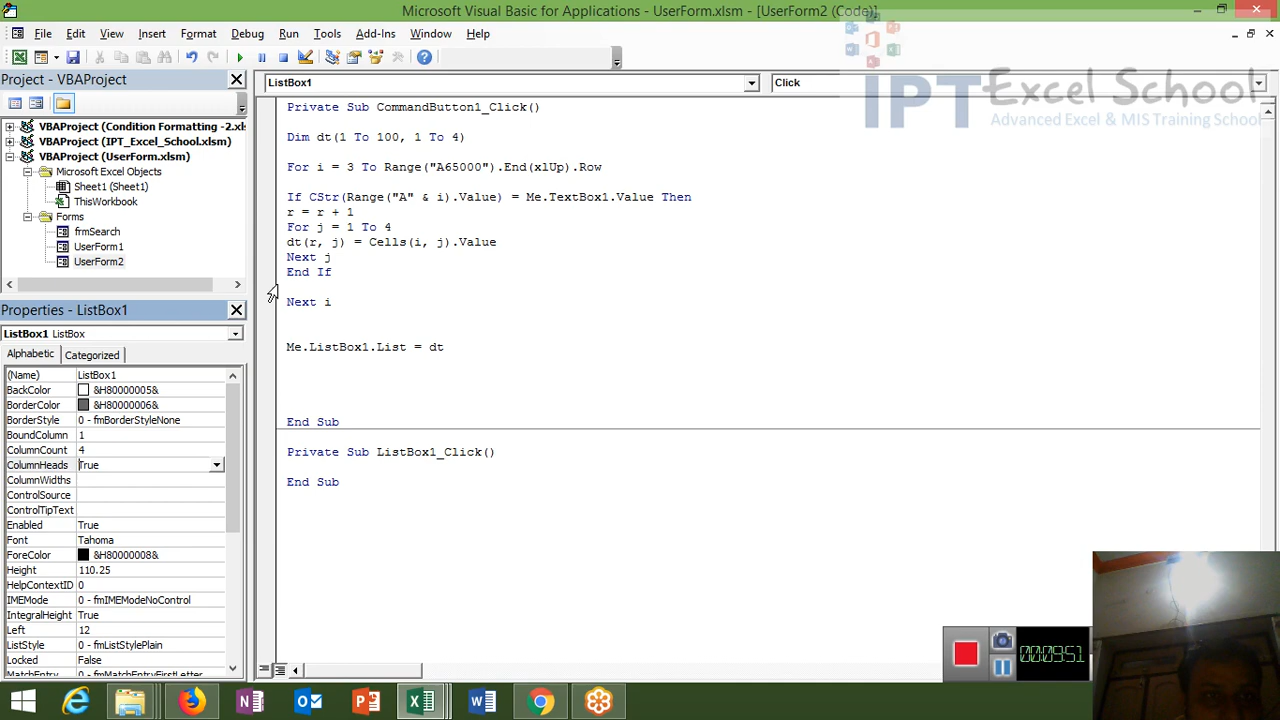 Microsoft Visual Basic for Applications - UserForm.xlsm - [UserForm2 (Code)]
File Edit View Insert Format Debug Run Tools Add-Ins Window Help
IPT Excel School
Advanced Excel & MIS Training School
Project - VBAProject
VBAProject (Condition Formatting -2.xl
VBAProject (IPT_Excel_School.xlsm)
VBAProject (UserForm.xlsm)
Microsoft Excel Objects
Sheet1 (Sheet1)
ThisWorkbook
Forms
frmSearch
UserForm1
UserForm2
Properties - ListBox1
ListBox1 ListBox
Alphabetic Categorized
(Name) ListBox1
BackColor &H80000005&
BorderColor &H80000006&
BorderStyle 0 - fmBorderStyleNone
BoundColumn 1
ColumnCount 4
ColumnHeads True
ColumnWidths
ControlSource
ControlTipText
Enabled True
Font Tahoma
ForeColor &H80000008&
Height 110.25
HelpContextID 0
IMEMode 0 - fmIMEModeNoControl
IntegralHeight True
Left 12
ListStyle 0 - fmListStylePlain
Locked False
MatchEntry 0 - fmMatchEntryFirstLetter
ListBox1 Click
Private Sub CommandButton1_Click()
Dim dt(1 To 100, 1 To 4)
For i = 3 To Range("A65000").End(xlUp).Row
If CStr(Range("A" & i).Value) = Me.TextBox1.Value Then
r = r + 1
For j = 1 To 4
dt(r, j) = Cells(i, j).Value
Next j
End If
Next i
Me.ListBox1.List = dt
End Sub
Private Sub ListBox1_Click()
End Sub
00:09:51